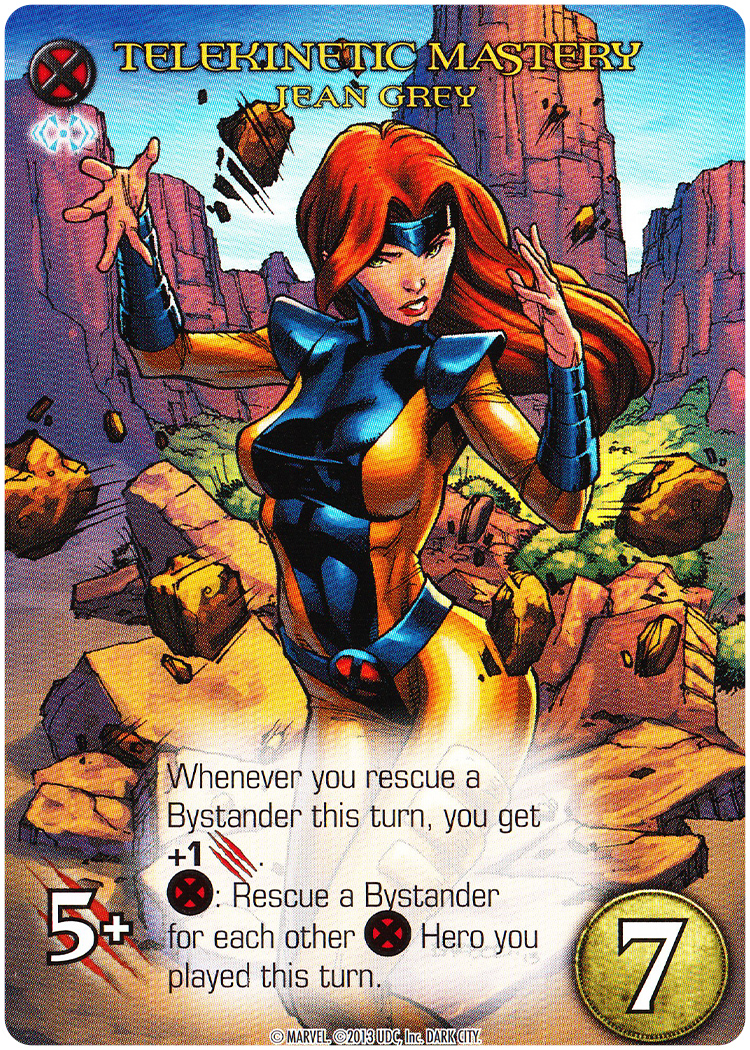 TELEKINETIC MASTERY
JEAN GREY
Whenever you rescue a
Bystander this turn, you get
+1.
: Rescue a Bystander
for each other Hero you
played this turn.
5+
7
© MARVEL. ©2013 UDC, Inc. DARK CITY.